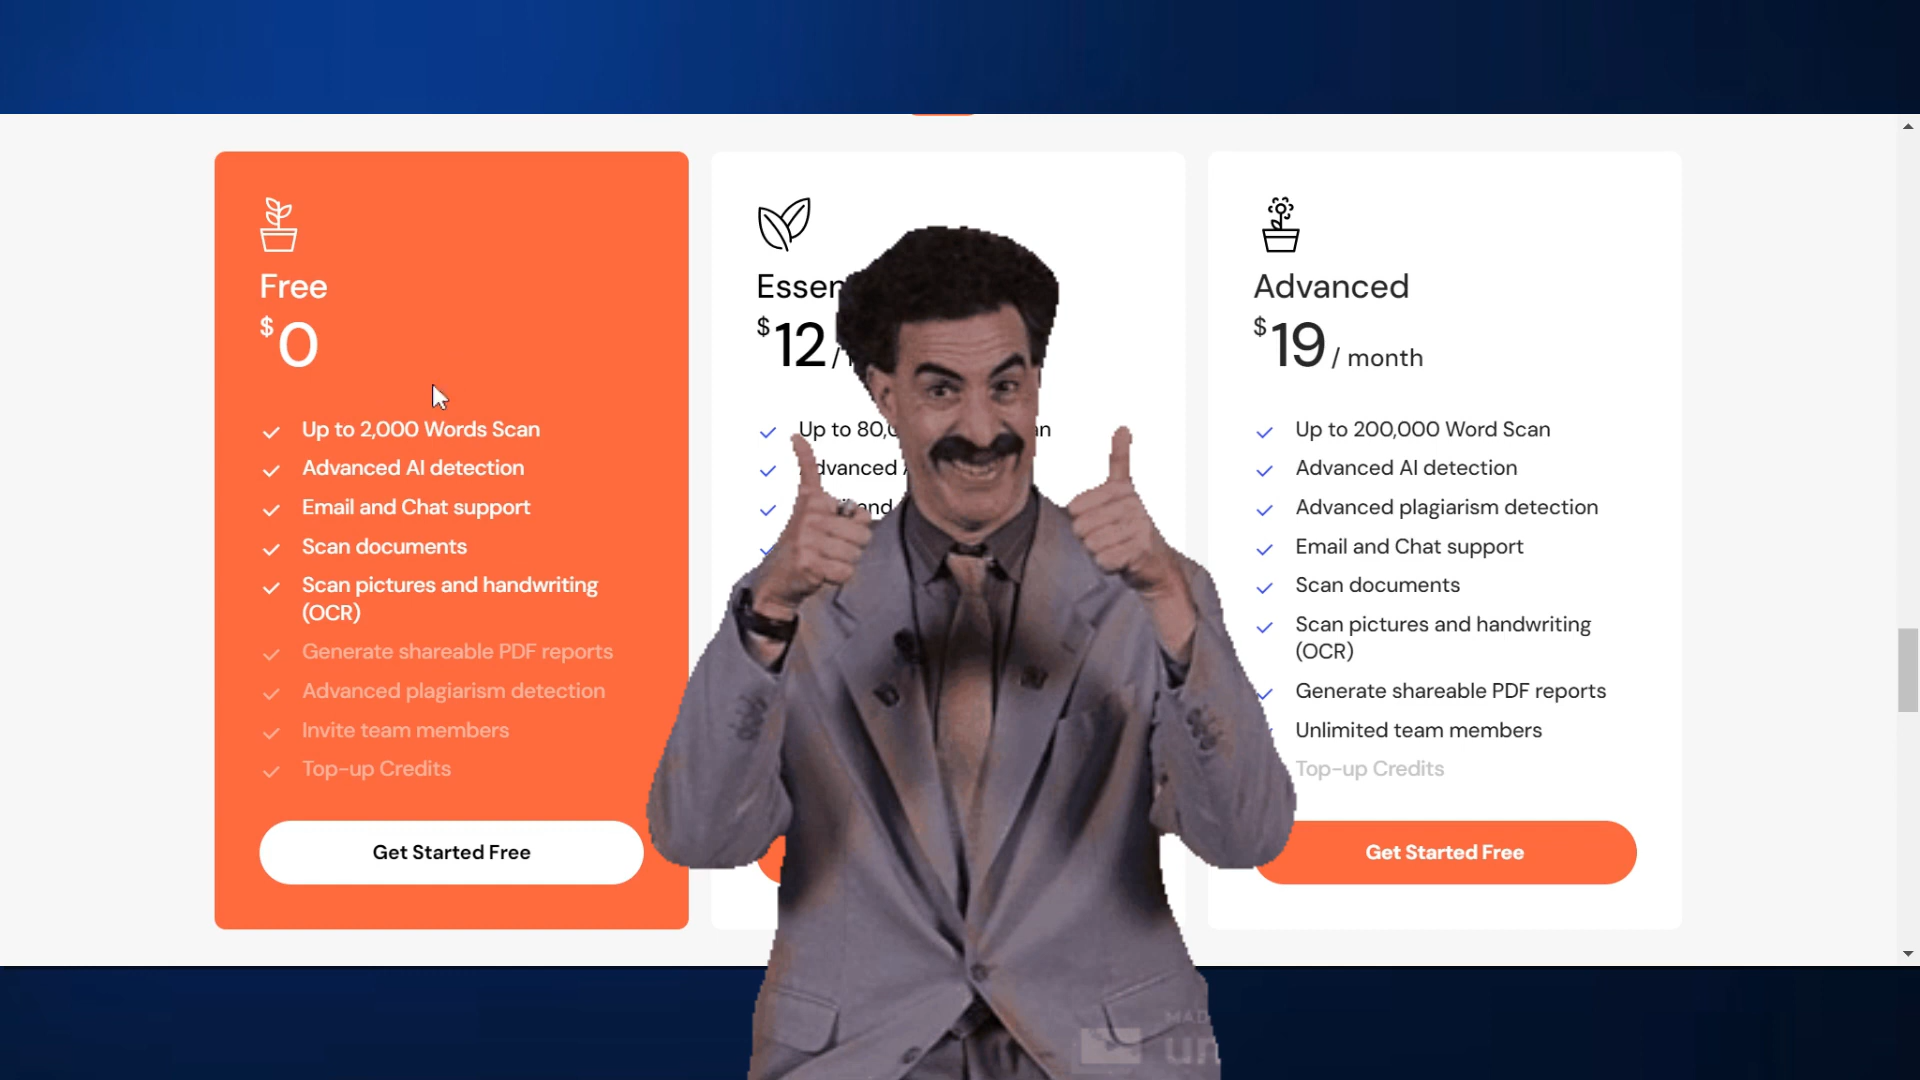 Free
$0
Up to 2,000 Words Scan
Advanced AI detection
Email and Chat support
Scan documents
Scan pictures and handwriting
(OCR)
Generate shareable PDF reports
Advanced plagiarism detection
Invite team members
Top-up Credits
Get Started Free
$12 /
Up to
Advanced
Advanced
$19 / month
Up to 200,000 Word Scan
Advanced AI detection
Advanced plagiarism detection
Email and Chat support
Scan documents
Scan pictures and handwriting
(OCR)
Generate shareable PDF reports
Unlimited team members
Top-up Credits
Get Started Free